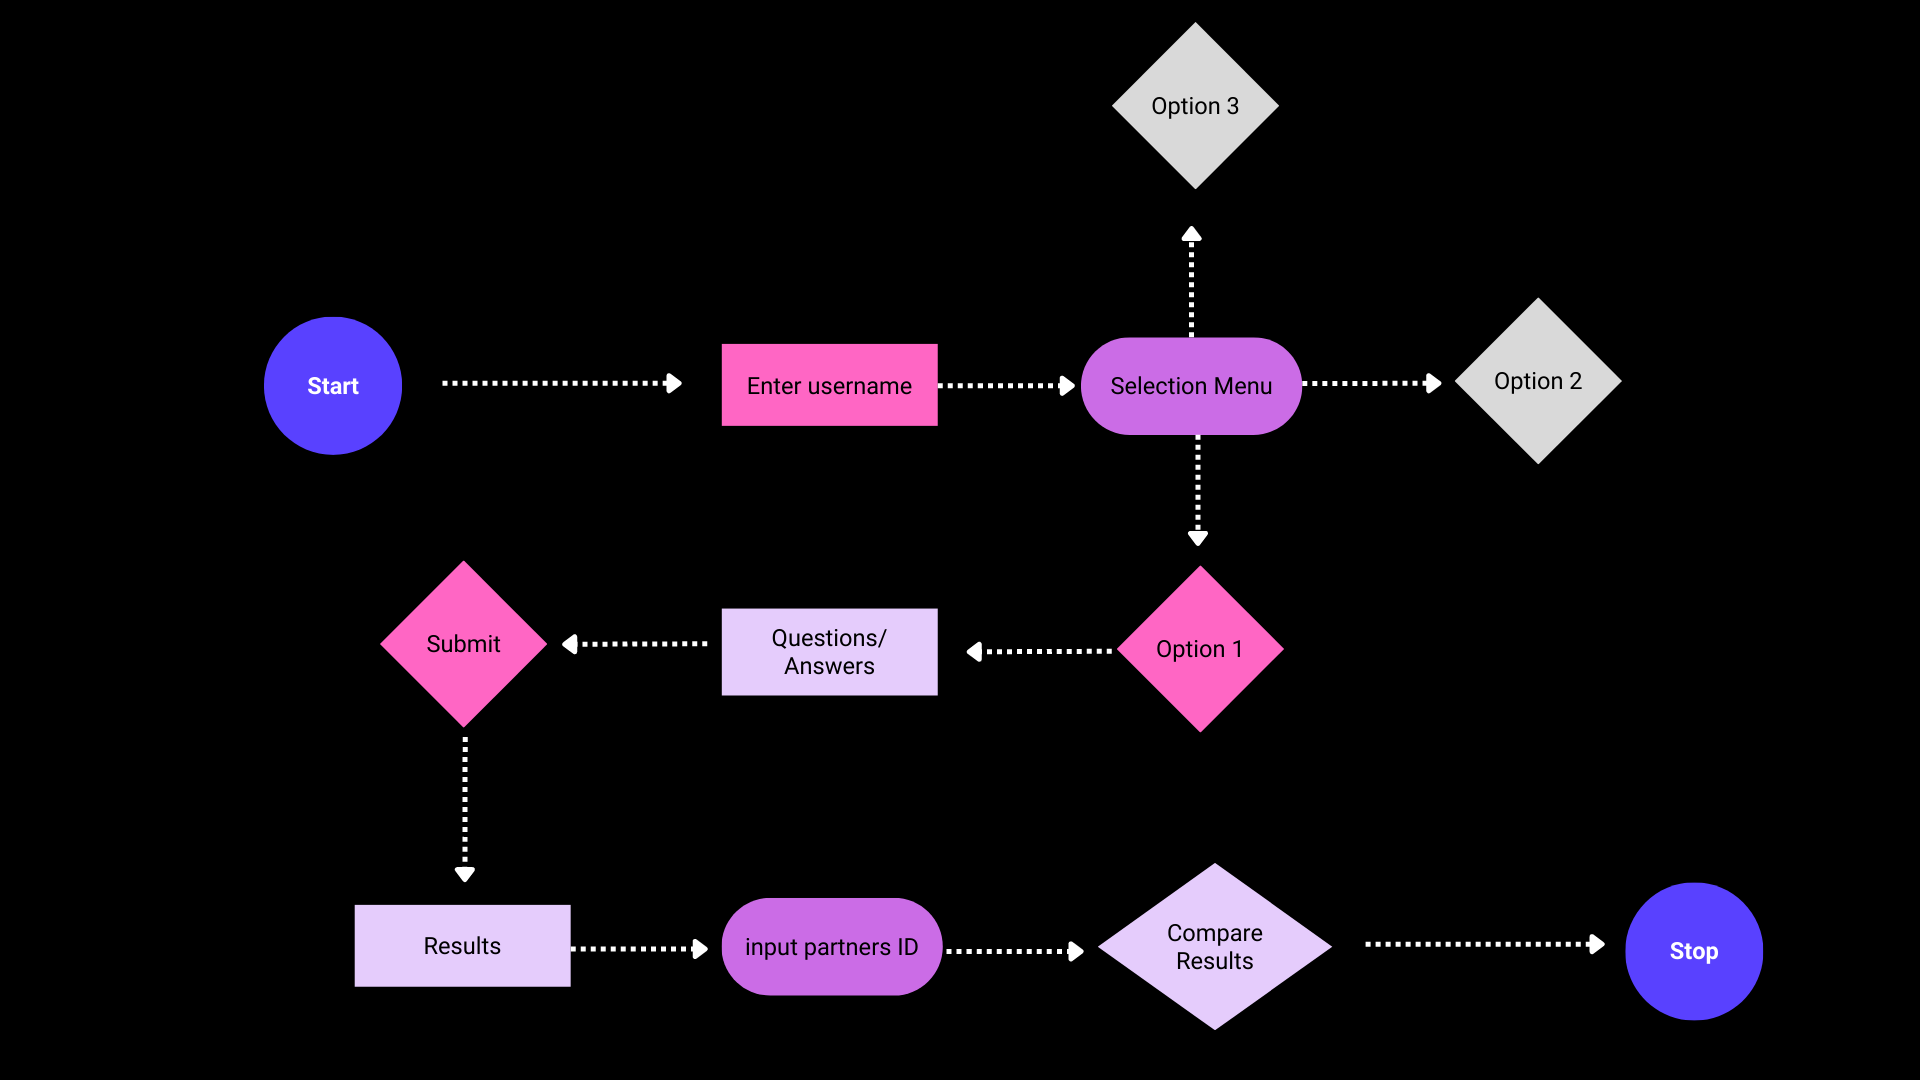 Option 3
Start
Enter username
Selection Menu
Option 2
Submit
Questions/
Answers
Option 1
Results
input partners ID
Compare
Results
Stop